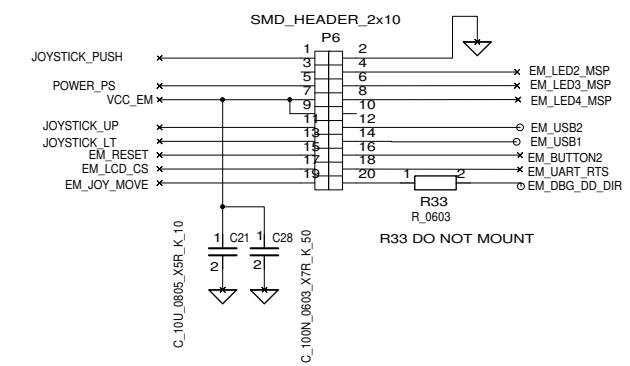 SMD_HEADER_2x10
P6
1 2
JOYSTICK_PUSH
3 4
EM_LED2_MSP
5 6
POWER_PS
EM_LED3_MSP
7 8
VCC_EM
EM_LED4_MSP
9 10
11 12
JOYSTICK_UP
EM_USB2
13 14
JOYSTICK_LT
EM_USB1
15 16
EM_RESET
EM_BUTTON2
17 18
EM_LCD_CS
EM_UART_RTS
19 20
1 2
EM_JOY_MOVE
EM_DBG_DD_DIR
R33
R_0603
R33 DO NOT MOUNT
1 C21
1 C28
2
2
C_10U_0805_X5R_K_10
C_100N_0603_X7R_K_50